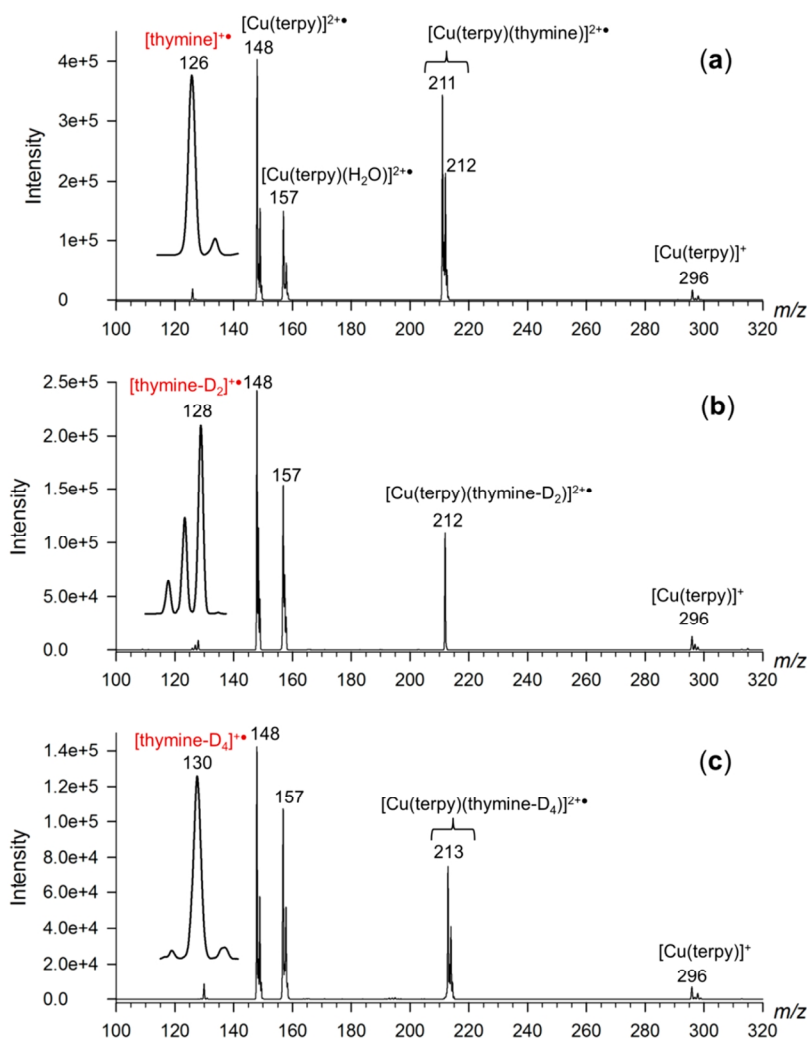 [thymine]⁺•
126
[Cu(terpy)]²⁺•
148
[Cu(terpy)(H₂O)]²⁺•
157
[Cu(terpy)(thymine)]²⁺•
211
212
[Cu(terpy)]⁺
296
(a)
Intensity
4e+5
3e+5
2e+5
1e+5
0
100 120 140 160 180 200 220 240 260 280 300 320 m/z
[thymine-D₂]⁺•
128
148
157
[Cu(terpy)(thymine-D₂)]²⁺•
212
[Cu(terpy)]⁺
296
(b)
Intensity
2.5e+5
2.0e+5
1.5e+5
1.0e+5
5.0e+4
0.0
100 120 140 160 180 200 220 240 260 280 300 320 m/z
[thymine-D₄]⁺•
130
148
157
[Cu(terpy)(thymine-D₄)]²⁺•
213
[Cu(terpy)]⁺
296
(c)
Intensity
1.4e+5
1.2e+5
1.0e+5
8.0e+4
6.0e+4
4.0e+4
2.0e+4
0.0
100 120 140 160 180 200 220 240 260 280 300 320 m/z